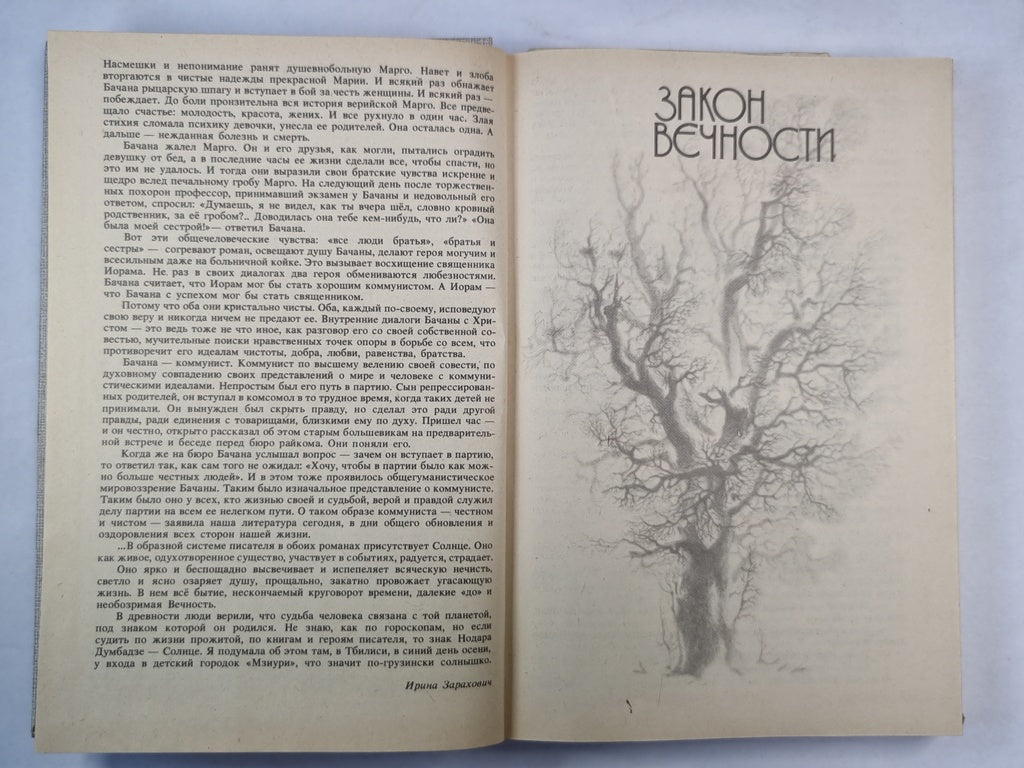 Насмешки и непонимание ранят душевнобольную Марго. Навет и злоба
вторгаются в чистые надежды прекрасной Марии. И всякий раз обнажает
Бачана рыцарскую шпагу и вступает в бой за честь женщины. И всякий раз —
побеждает. До боли пронзительна вся история верийской Марго. Все предве-
щало счастье: молодость, красота, жених. И все рухнуло в один час. Злая
стихия сломала психику девочки, унесла ее родителей. Она осталась одна. А
дальше — нежданная болезнь и смерть.
Бачана жалел Марго. Он и его друзья, как могли, пытались оградить
девушку от бед, а в последние часы ее жизни сделали все, чтобы спасти, но
это им не удалось. И тогда они выразили свои братские чувства искренне и
щедро вслед печальному гробу Марго. На следующий день после торжествен-
ных похорон профессор, принимавший экзамен у Бачаны и недовольный его
ответом, спросил: «Думаешь, я не видел, как ты вчера шёл, словно кровный
родственник, за её гробом?.. Доводилась она тебе кем-нибудь, что ли?» «Она
была моей сестрой!»— ответил Бачана.
Вот эти общечеловеческие чувства: «все люди братья», «братья и
сестры» — согревают роман, освещают душу Бачаны, делают героя могучим и
всесильным даже на больничной койке. Это вызывает восхищение священника
Иорама. Не раз в своих диалогах два героя обмениваются любезностями.
Бачана считает, что Иорам мог бы стать хорошим коммунистом. А Иорам —
что Бачана с успехом мог бы стать священником.
Потому что оба они кристально чисты. Оба, каждый по-своему, исповедуют
свою веру и никогда ничем не предают ее. Внутренние диалоги Бачаны с Хри-
стом — это ведь тоже не что иное, как разговор его со своей собственной со-
вестью, мучительные поиски нравственных точек опоры в борьбе со всем, что
противоречит его идеалам чистоты, добра, любви, равенства, братства.
Бачана — коммунист. Коммунист по высшему велению своей совести, по
духовному совпадению своих представлений о мире и человеке с коммуни-
стическими идеалами. Непростым был его путь в партию. Сын репрессирован-
ных родителей, он вступал в комсомол в то трудное время, когда таких детей не
принимали. Он вынужден был скрыть правду, но сделал это ради другой
правды, ради единения с товарищами, близкими ему по духу. Пришел час —
и он честно, открыто рассказал об этом старым большевикам на предваритель-
ной встрече и беседе перед бюро райкома. Они поняли его.
Когда же на бюро Бачана услышал вопрос — зачем он вступает в партию,
то ответил так, как сам того не ожидал: «Хочу, чтобы в партии было как мож-
но больше честных людей». И в этом тоже проявилось общегуманистическое
мировоззрение Бачаны. Таким было изначальное представление о коммунисте.
Таким было оно у всех, кто жизнью своей и судьбой, верой и правдой служил
делу партии на всем ее нелегком пути. О таком образе коммуниста — честном
и чистом — заявила наша литература сегодня, в дни общего обновления и
оздоровления всех сторон нашей жизни.
...В образной системе писателя в обоих романах присутствует Солнце. Оно
как живое, одухотворенное существо, участвует в событиях, радуется, страдает.
Оно ярко и беспощадно высвечивает и испепеляет всяческую нечисть,
светло и ясно озаряет душу, прощально, закатно провожает угасающую
жизнь. В нем всё бытие, нескончаемый круговорот времени, далекие «до» и
необозримая Вечность.
В древности люди верили, что судьба человека связана с той планетой,
под знаком которой он родился. Не знаю, как по гороскопам, но если
судить по жизни прожитой, по книгам и героям писателя, то знак Нодара
Думбадзе — Солнце. Я подумала об этом там, в Тбилиси, в синий день осени,
у входа в детский городок «Мзиури», что значит по-грузински солнышко.
Ирина Зарахович
ЗАКОН
ВЕЧНОСТИ